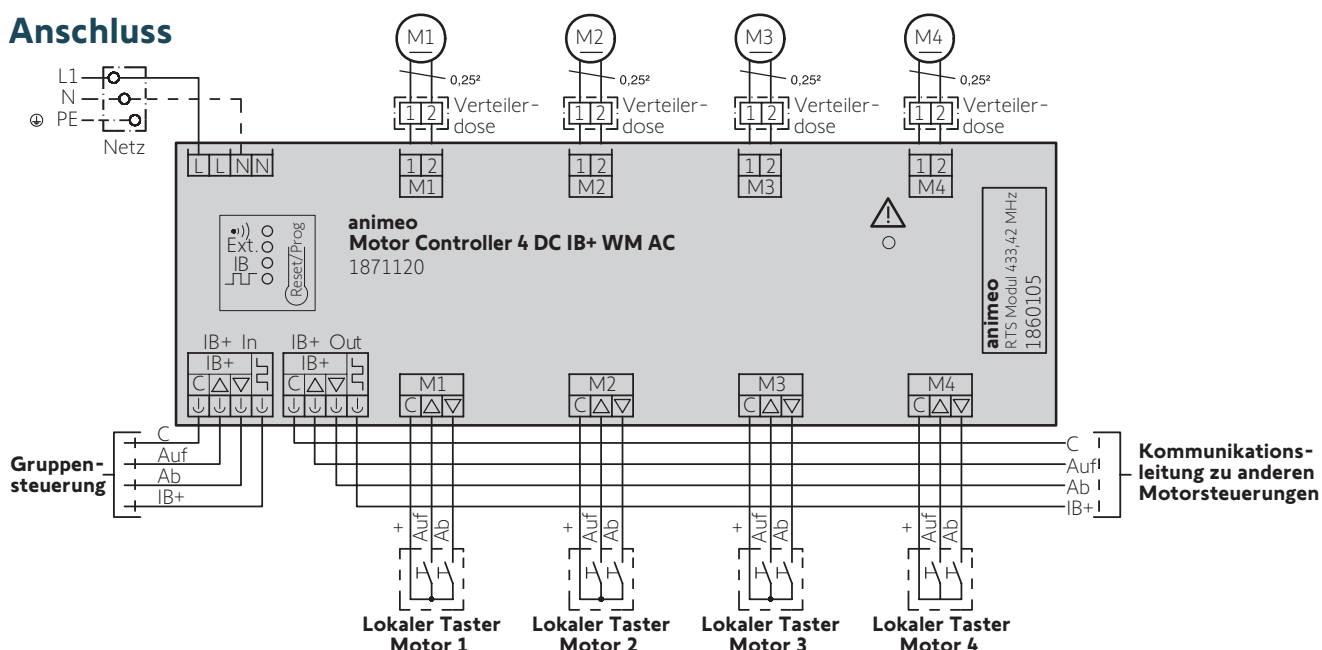 Anschluss
L1
N
PE
Netz
M1
M2
M3
M4
0,25²
0,25²
0,25²
0,25²
1 2
Verteiler-
dose
1 2
Verteiler-
dose
1 2
Verteiler-
dose
1 2
Verteiler-
dose
L L N N
1 2
M1
1 2
M2
1 2
M3
1 2
M4
Ext.
IB
Reset/Prog
animeo
Motor Controller 4 DC IB+ WM AC
1871120
animeo
RTS Modul 433,42 MHz
1860105
IB+ In
IB+
C
IB+ Out
IB+
C
M1
C
M2
C
M3
C
M4
C
Gruppen-
steuerung
C
Auf
Ab
IB+
C
Auf
Ab
IB+
Kommunikations-
leitung zu anderen
Motorsteuerungen
+ Auf Ab
+ Auf Ab
+ Auf Ab
+ Auf Ab
Lokaler Taster
Motor 1
Lokaler Taster
Motor 2
Lokaler Taster
Motor 3
Lokaler Taster
Motor 4